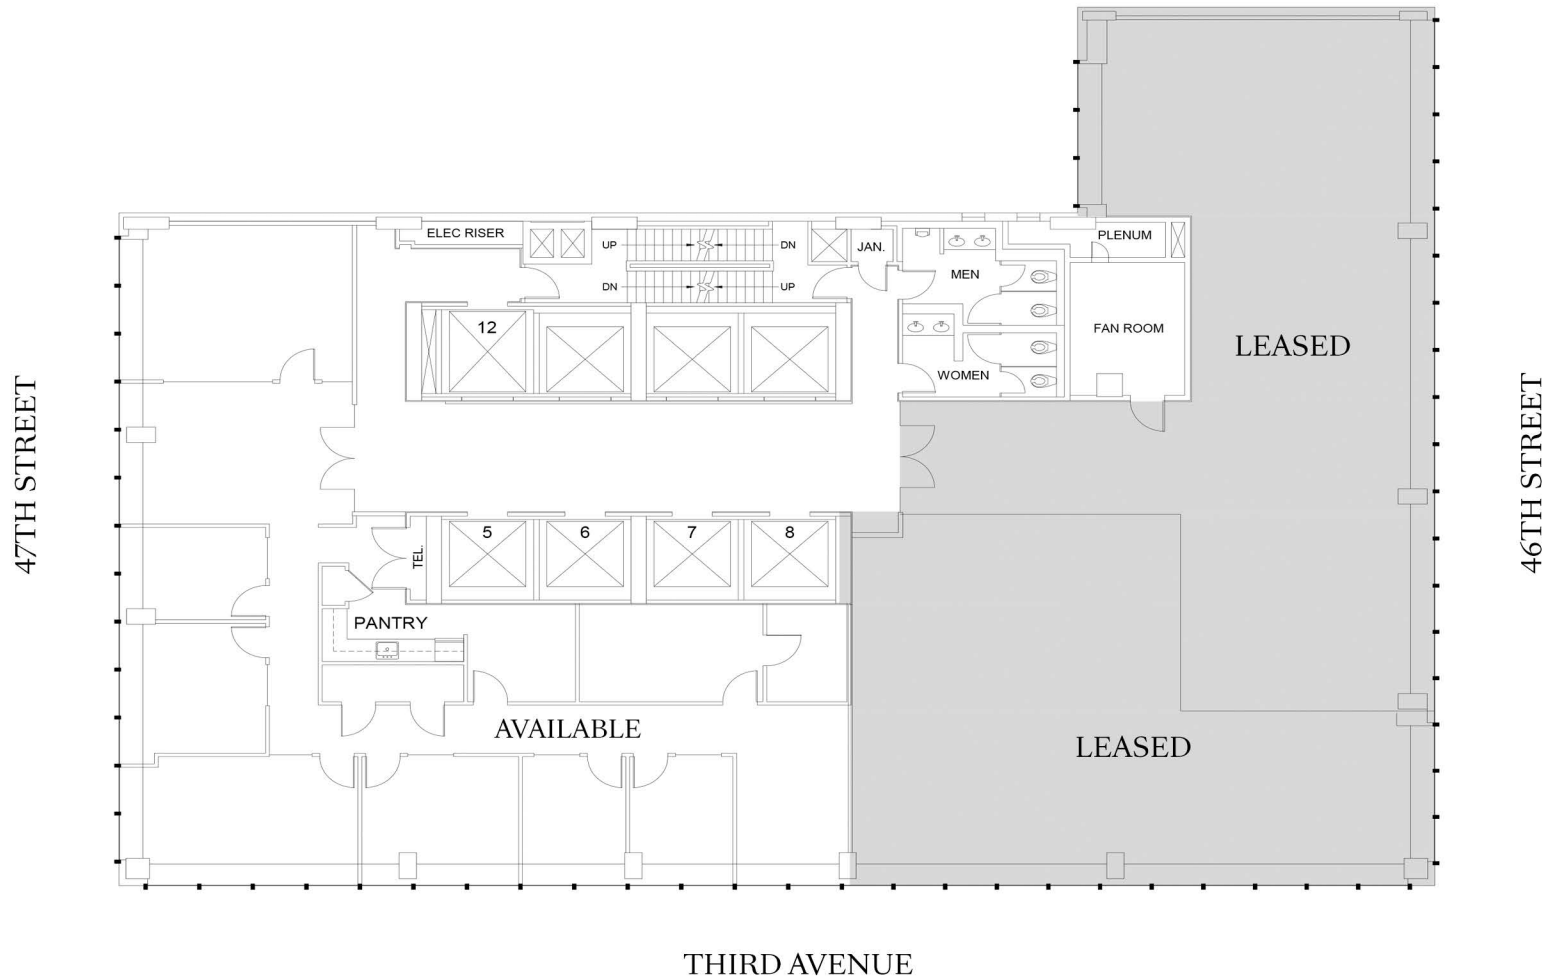 ELEC RISER
UP
DN
DN
UP
JAN.
MEN
PLENUM
12
FAN ROOM
LEASED
WOMEN
47TH STREET
46TH STREET
5
6
7
8
TEL.
PANTRY
AVAILABLE
LEASED
THIRD AVENUE